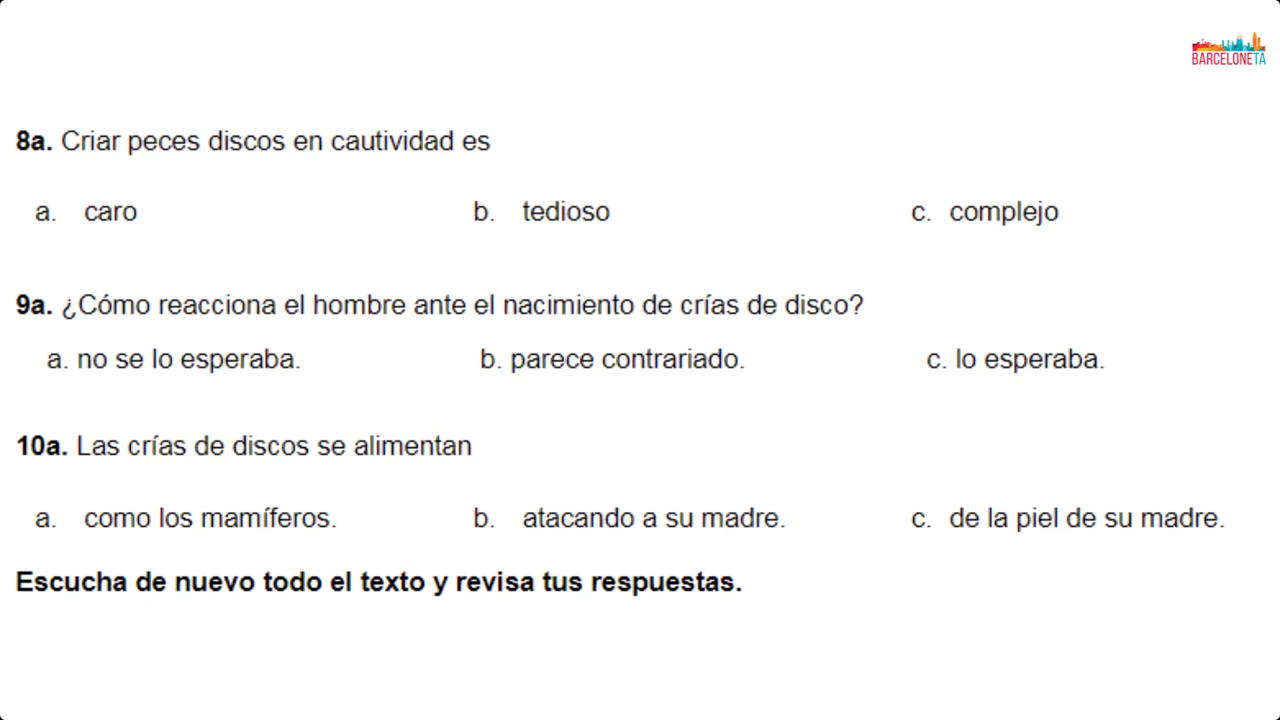 BARCELONETA
8a. Criar peces discos en cautividad es
a. caro b. tedioso c. complejo
9a. ¿Cómo reacciona el hombre ante el nacimiento de crías de disco?
a. no se lo esperaba. b. parece contrariado. c. lo esperaba.
10a. Las crías de discos se alimentan
a. como los mamíferos. b. atacando a su madre. c. de la piel de su madre.
Escucha de nuevo todo el texto y revisa tus respuestas.